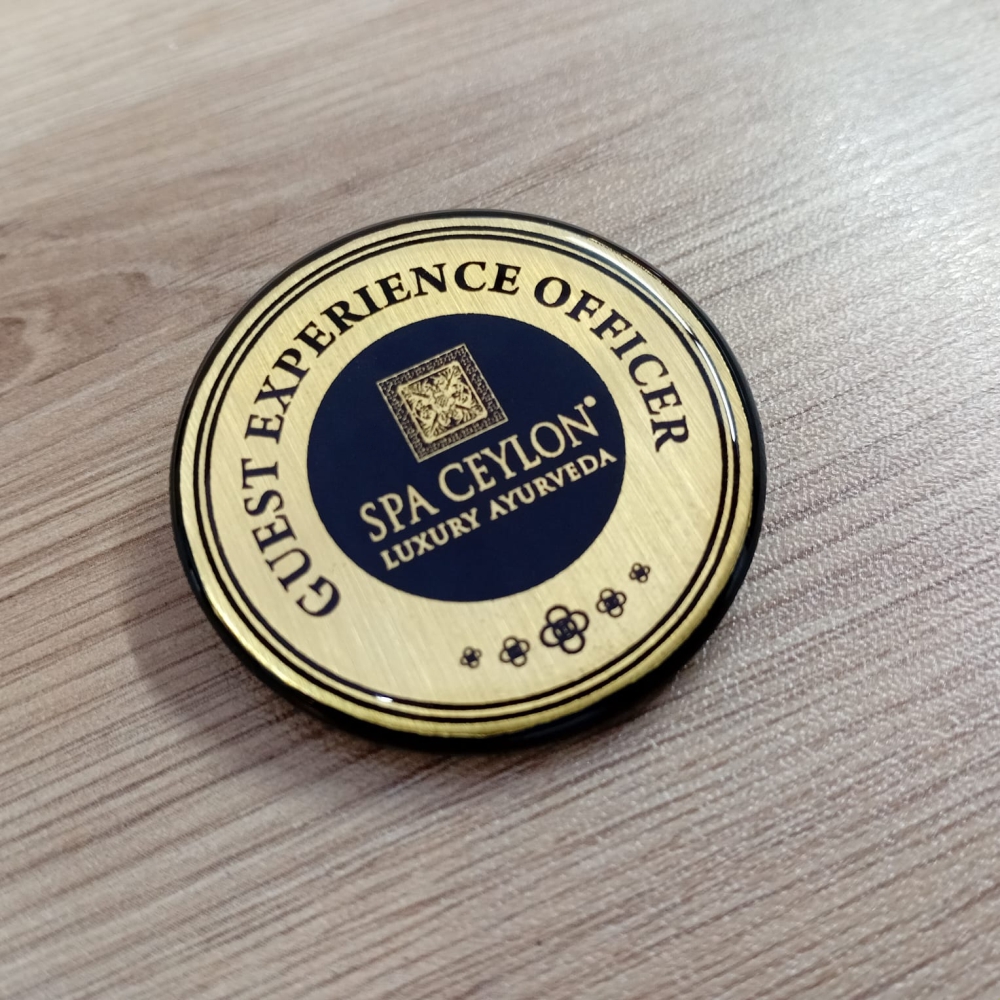 GUEST EXPERIENCE OFFICER
SPA CEYLON
LUXURY AYURVEDA